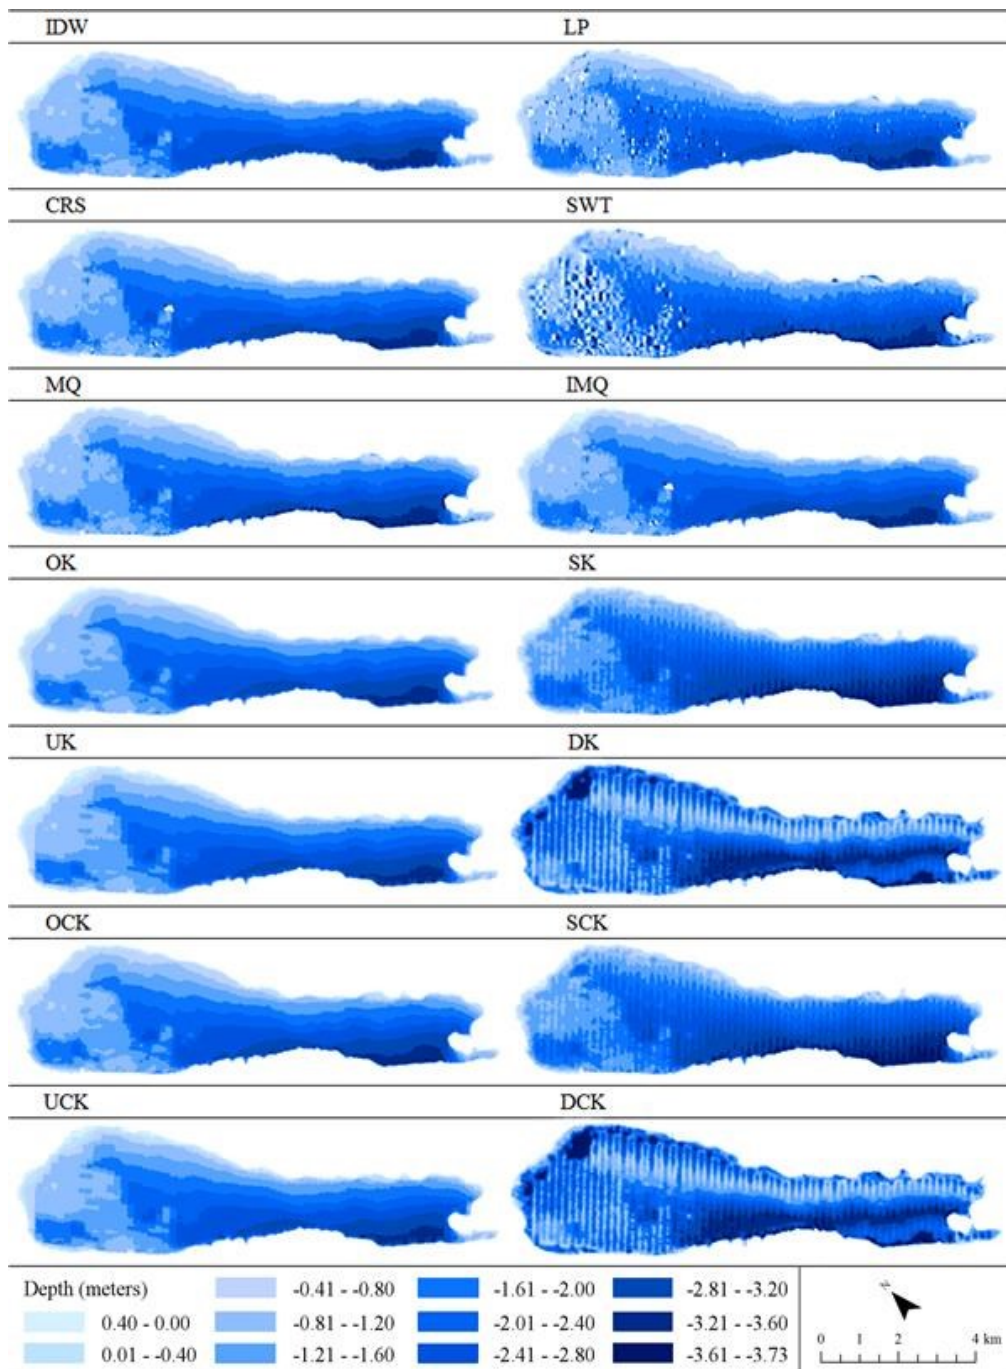 IDW LP
CRS SWT
MQ IMQ
OK SK
UK DK
OCK SCK
UCK DCK
Depth (meters) -0.41 - -0.80 -1.61 - -2.00 -2.81 - -3.20
0.40 - 0.00 -0.81 - -1.20 -2.01 - -2.40 -3.21 - -3.60
0.01 - -0.40 -1.21 - -1.60 -2.41 - -2.80 -3.61 - -3.73
N
0 1 2 4 km